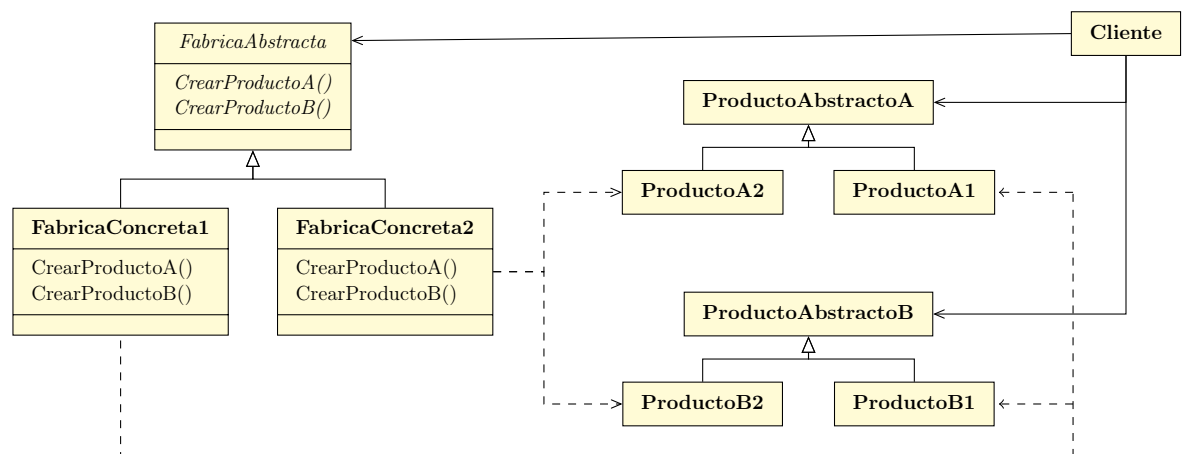 FabricaAbstracta
CrearProductoA()
CrearProductoB()
Cliente
ProductoAbstractoA
ProductoA2
ProductoA1
FabricaConcreta1
CrearProductoA()
CrearProductoB()
FabricaConcreta2
CrearProductoA()
CrearProductoB()
ProductoAbstractoB
ProductoB2
ProductoB1